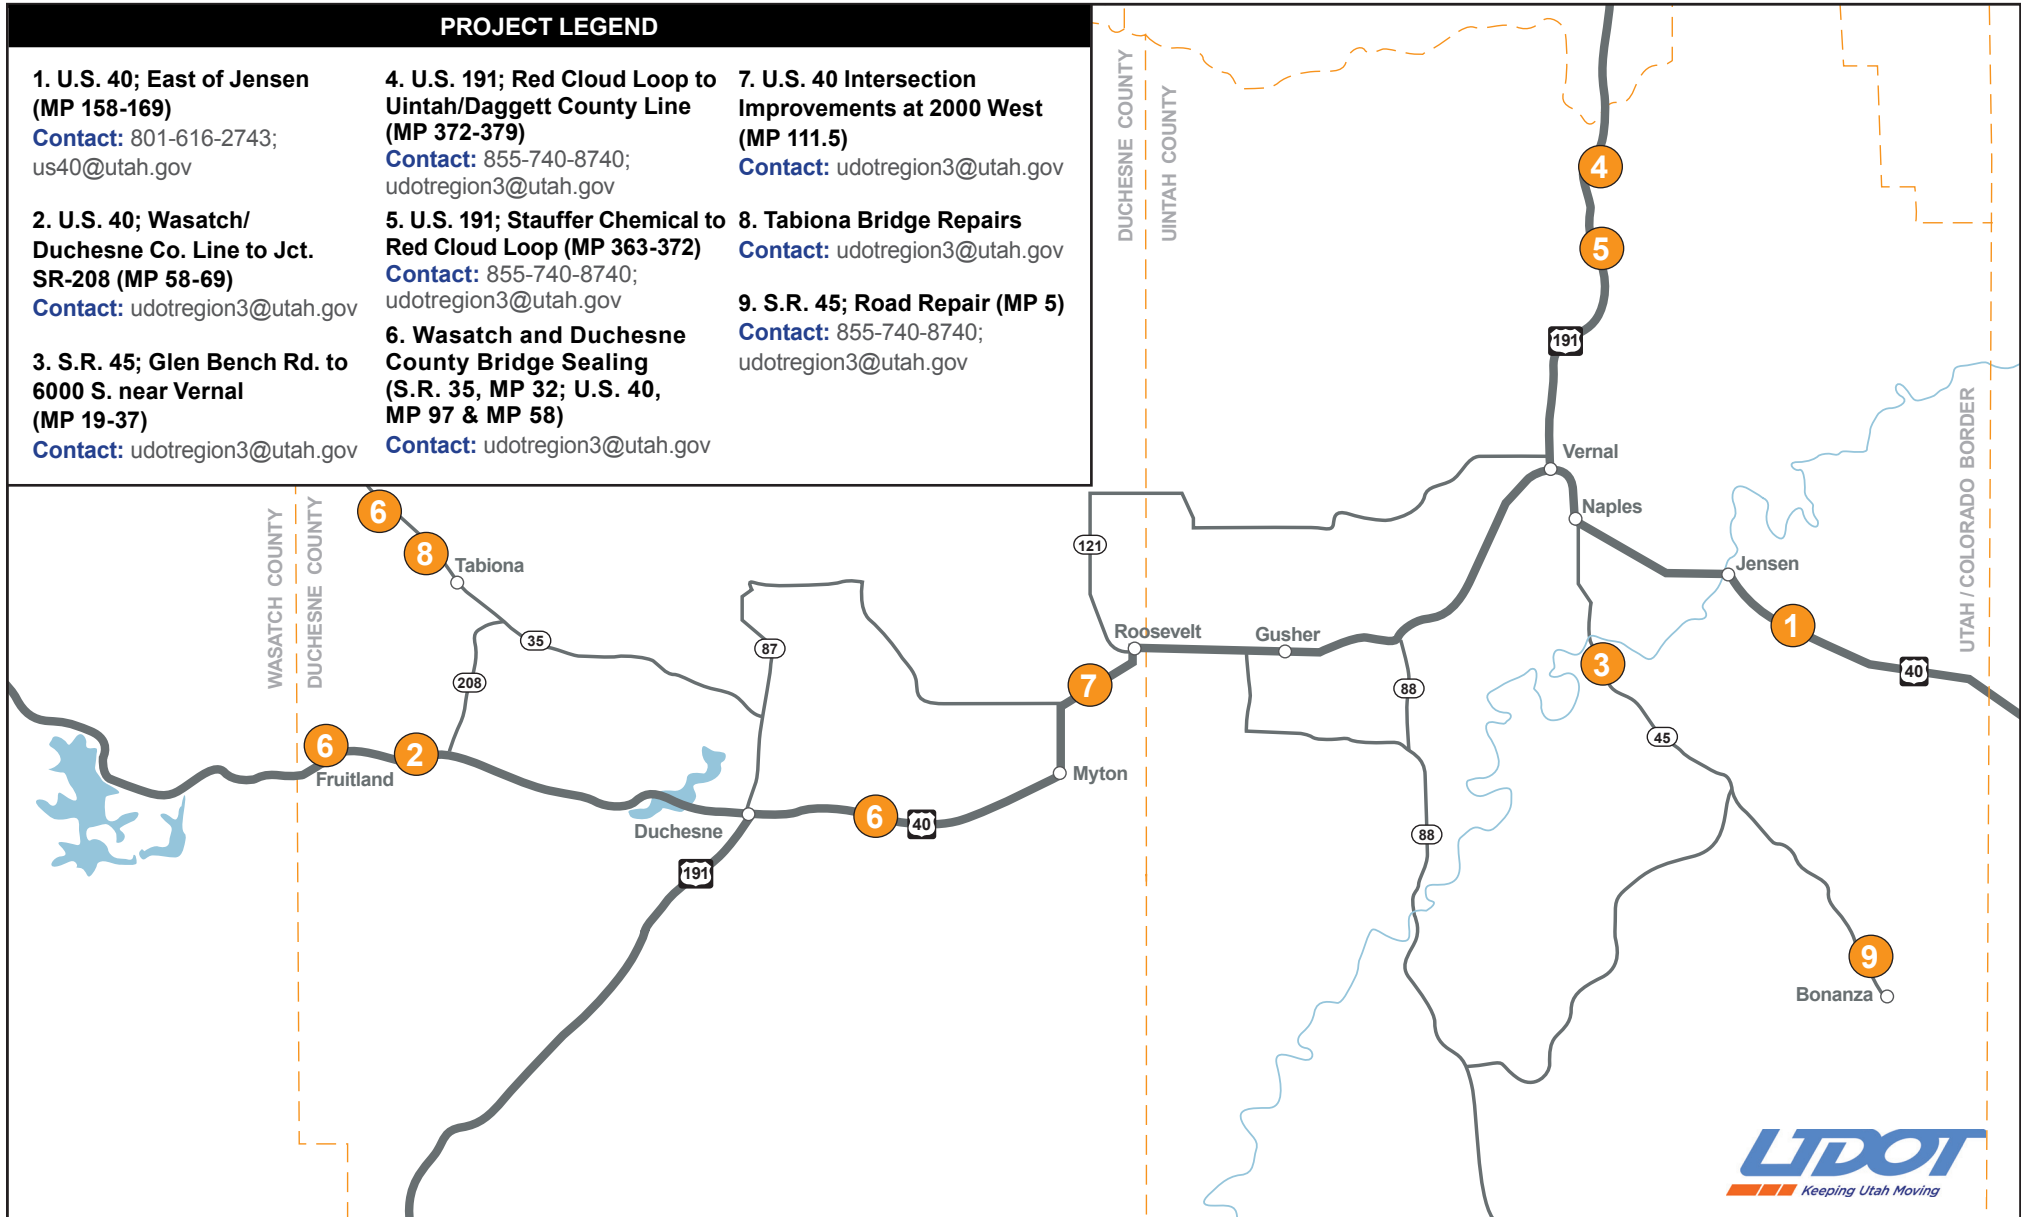 PROJECT LEGEND
1. U.S. 40; East of Jensen
(MP 158-169)
Contact: 801-616-2743;
us40@utah.gov
2. U.S. 40; Wasatch/
Duchesne Co. Line to Jct.
SR-208 (MP 58-69)
Contact: udotregion3@utah.gov
3. S.R. 45; Glen Bench Rd. to
6000 S. near Vernal
(MP 19-37)
Contact: udotregion3@utah.gov
4. U.S. 191; Red Cloud Loop to
Uintah/Daggett County Line
(MP 372-379)
Contact: 855-740-8740;
udotregion3@utah.gov
5. U.S. 191; Stauffer Chemical to
Red Cloud Loop (MP 363-372)
Contact: 855-740-8740;
udotregion3@utah.gov
6. Wasatch and Duchesne
County Bridge Sealing
(S.R. 35, MP 32; U.S. 40,
MP 97 & MP 58)
Contact: udotregion3@utah.gov
7. U.S. 40 Intersection
Improvements at 2000 West
(MP 111.5)
Contact: udotregion3@utah.gov
8. Tabiona Bridge Repairs
Contact: udotregion3@utah.gov
9. S.R. 45; Road Repair (MP 5)
Contact: 855-740-8740;
udotregion3@utah.gov
DUCHESNE COUNTY
UINTAH COUNTY
4
5
191
Vernal
Naples
Jensen
UTAH / COLORADO BORDER
WASATCH COUNTY
DUCHESNE COUNTY
6
8
Tabiona
121
35
87
208
Roosevelt
Gusher
1
40
3
88
7
45
6
2
Fruitland
Myton
Duchesne
6
40
88
191
9
Bonanza
UDOT
Keeping Utah Moving